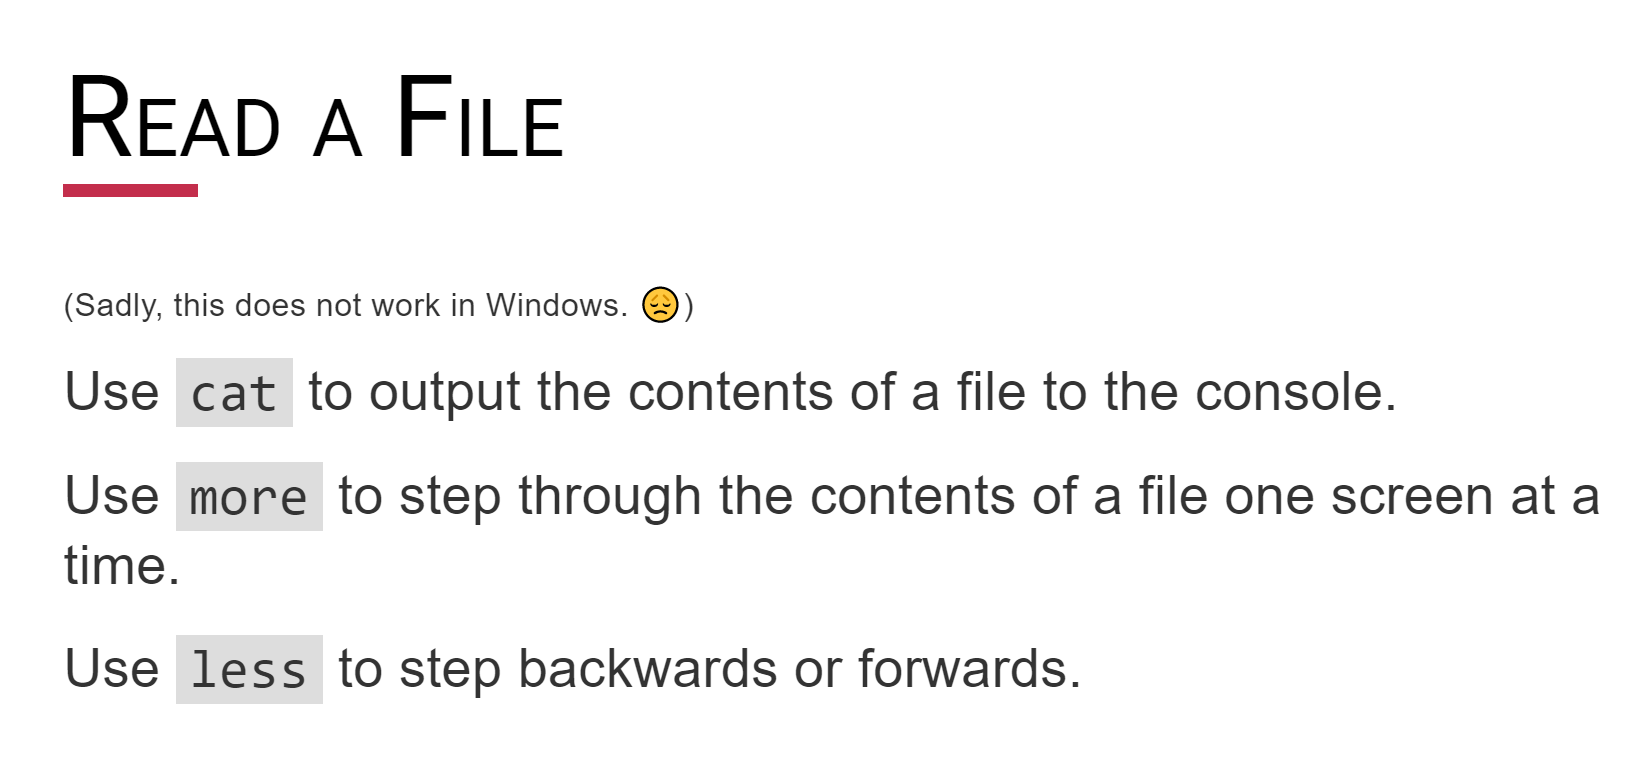 READ A FILE
(Sadly, this does not work in Windows. 😞)
Use cat to output the contents of a file to the console.
Use more to step through the contents of a file one screen at a
time.
Use less to step backwards or forwards.